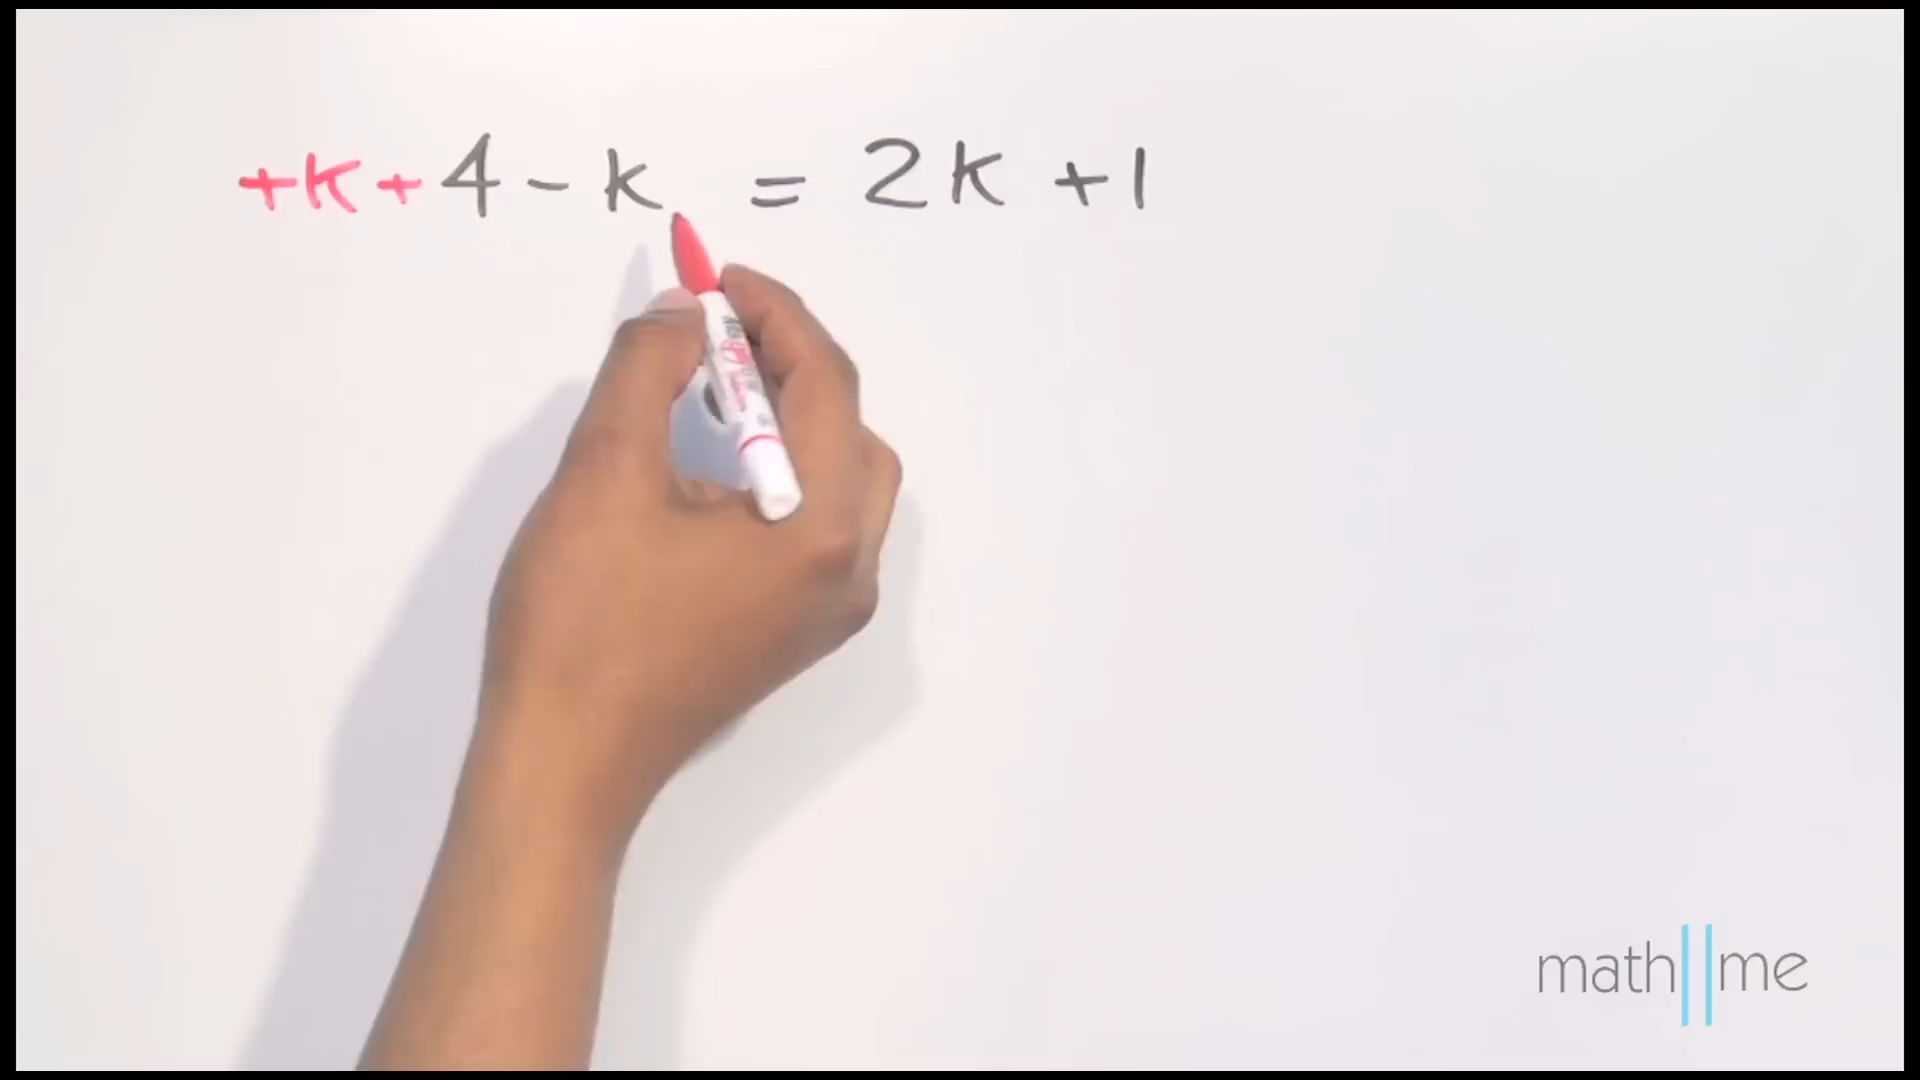 +k+4-k = 2k +1
math||me